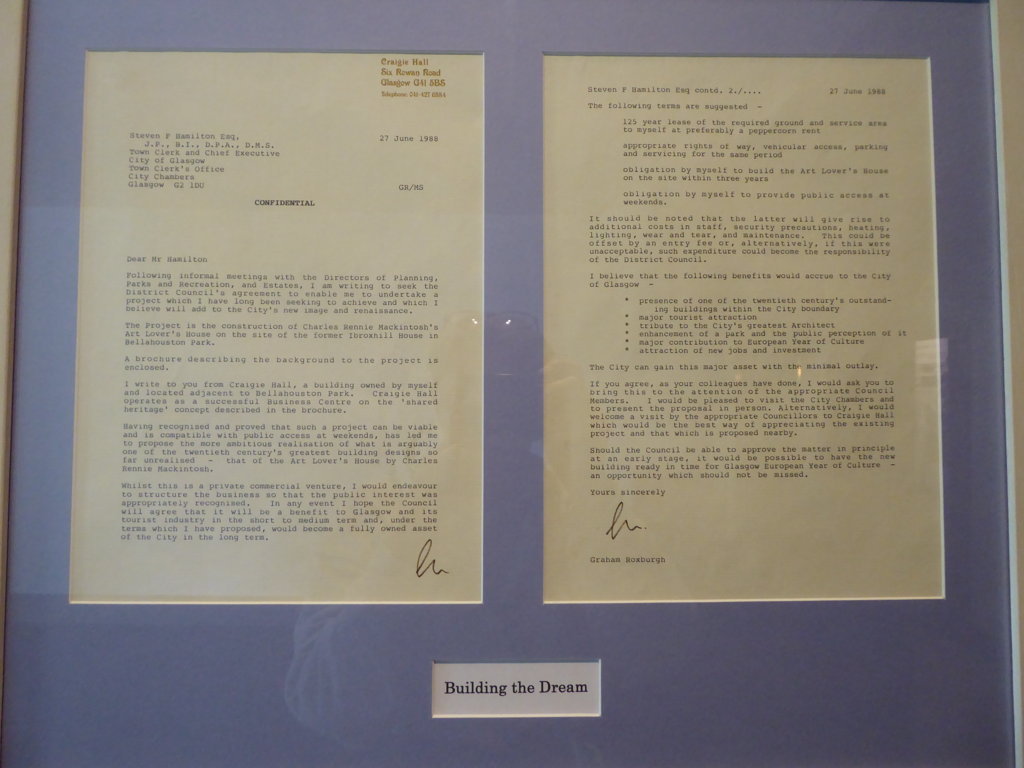 Craigie Hall
Six Rowan Road
Glasgow G41 5BS
Telephone: 041-427 6884
Steven F Hamilton Esq,
J.P., B.I., D.P.A., D.M.S.
Town Clerk and Chief Executive
City of Glasgow
Town Clerk's Office
City Chambers
Glasgow G2 1DU
27 June 1988
GR/MS
CONFIDENTIAL
Dear Mr Hamilton
Following informal meetings with the Directors of Planning,
Parks and Recreation, and Estates, I am writing to seek the
District Council's agreement to enable me to undertake a
project which I have long been seeking to achieve and which I
believe will add to the City's new image and renaissance.
The Project is the construction of Charles Rennie Mackintosh's
Art Lover's House on the site of the former Ibroxhill House in
Bellahouston Park.
A brochure describing the background to the project is
enclosed.
I write to you from Craigie Hall, a building owned by myself
and located adjacent to Bellahouston Park. Craigie Hall
operates as a successful Business Centre on the 'shared
heritage' concept described in the brochure.
Having recognised and proved that such a project can be viable
and is compatible with public access at weekends, has led me
to propose the more ambitious realisation of what is arguably
one of the twentieth century's greatest building designs so
far unrealised - that of the Art Lover's House by Charles
Rennie Mackintosh.
Whilst this is a private commercial venture, I would endeavour
to structure the business so that the public interest was
appropriately recognised. In any event I hope the Council
will agree that it will be a benefit to Glasgow and its
tourist industry in the short to medium term and, under the
terms which I have proposed, would become a fully owned asset
of the City in the long term.
Steven F Hamilton Esq contd. 2./....
27 June 1988
The following terms are suggested -
125 year lease of the required ground and service area
to myself at preferably a peppercorn rent
appropriate rights of way, vehicular access, parking
and servicing for the same period
obligation by myself to build the Art Lover's House
on the site within three years
obligation by myself to provide public access at
weekends.
It should be noted that the latter will give rise to
additional costs in staff, security precautions, heating,
lighting, wear and tear, and maintenance. This could be
offset by an entry fee or, alternatively, if this were
unacceptable, such expenditure could become the responsibility
of the District Council.
I believe that the following benefits would accrue to the City
of Glasgow -
* presence of one of the twentieth century's outstand-
ing buildings within the City boundary
* major tourist attraction
* tribute to the City's greatest Architect
* enhancement of a park and the public perception of it
* major contribution to European Year of Culture
* attraction of new jobs and investment
The City can gain this major asset with the minimal outlay.
If you agree, as your colleagues have done, I would ask you to
bring this to the attention of the appropriate Council
Members. I would be pleased to visit the City Chambers and
to present the proposal in person. Alternatively, I would
welcome a visit by the appropriate Councillors to Craigie Hall
which would be the best way of appreciating the existing
project and that which is proposed nearby.
Should the Council be able to approve the matter in principle
at an early stage, it would be possible to have the new
building ready in time for Glasgow European Year of Culture -
an opportunity which should not be missed.
Yours sincerely
Graham Roxburgh
Building the Dream